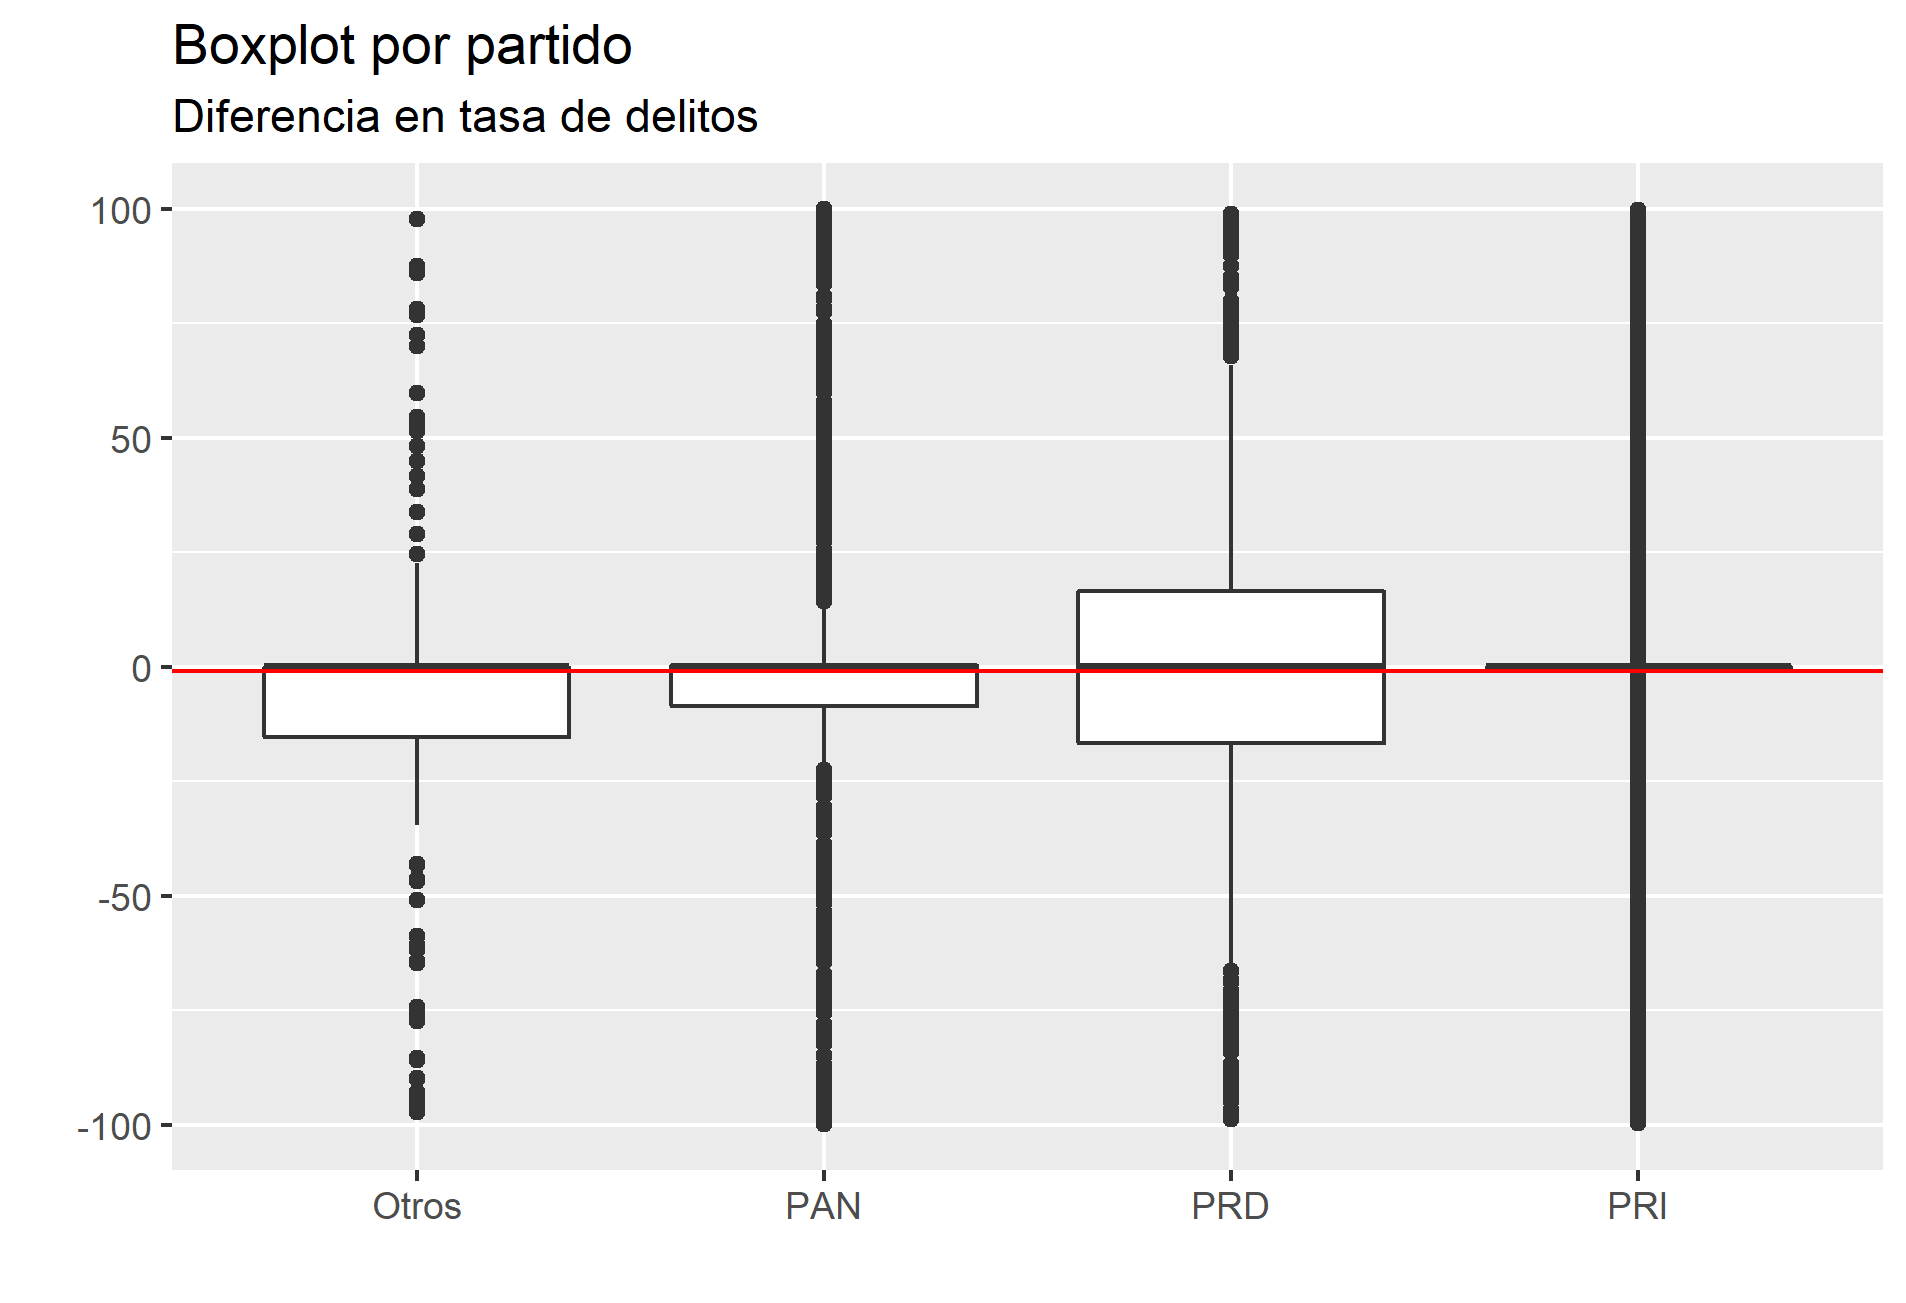 Boxplot por partido
Diferencia en tasa de delitos
100
50
0
-50
-100
Otros PAN PRD PRI